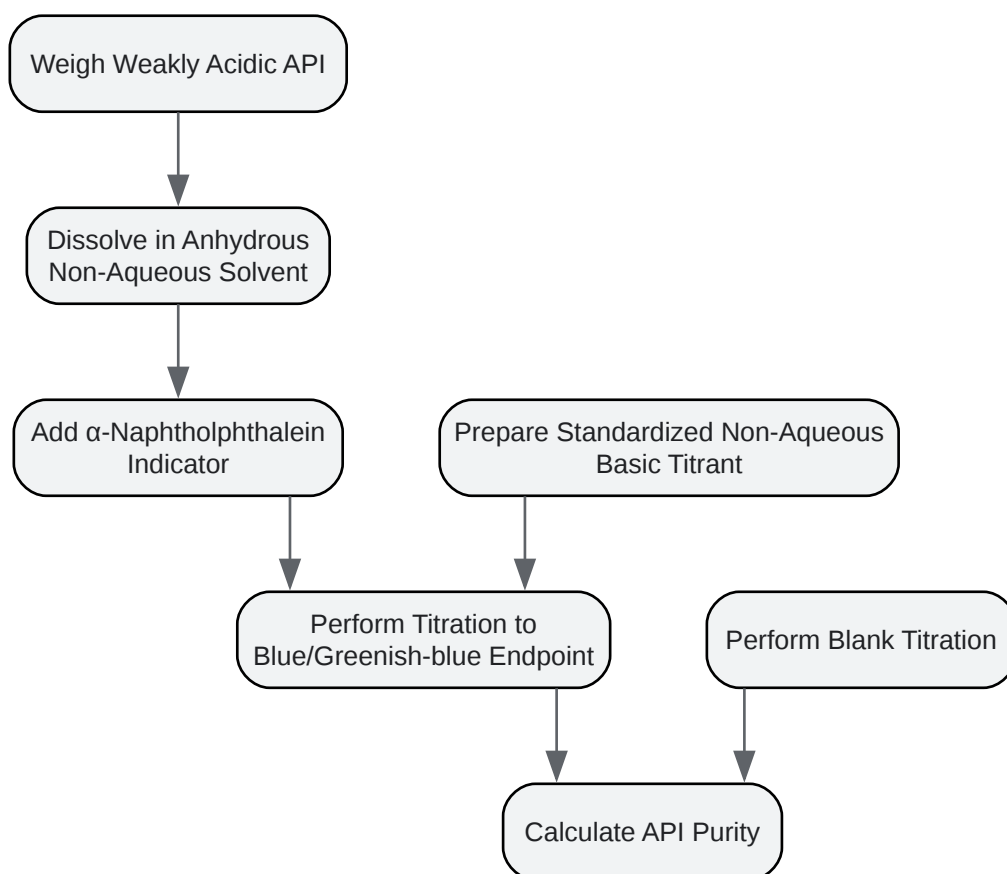 Weigh Weakly Acidic API
Dissolve in Anhydrous
Non-Aqueous Solvent
Add α-Naphtholphthalein
Indicator
Prepare Standardized Non-Aqueous
Basic Titrant
Perform Titration to
Blue/Greenish-blue Endpoint
Perform Blank Titration
Calculate API Purity